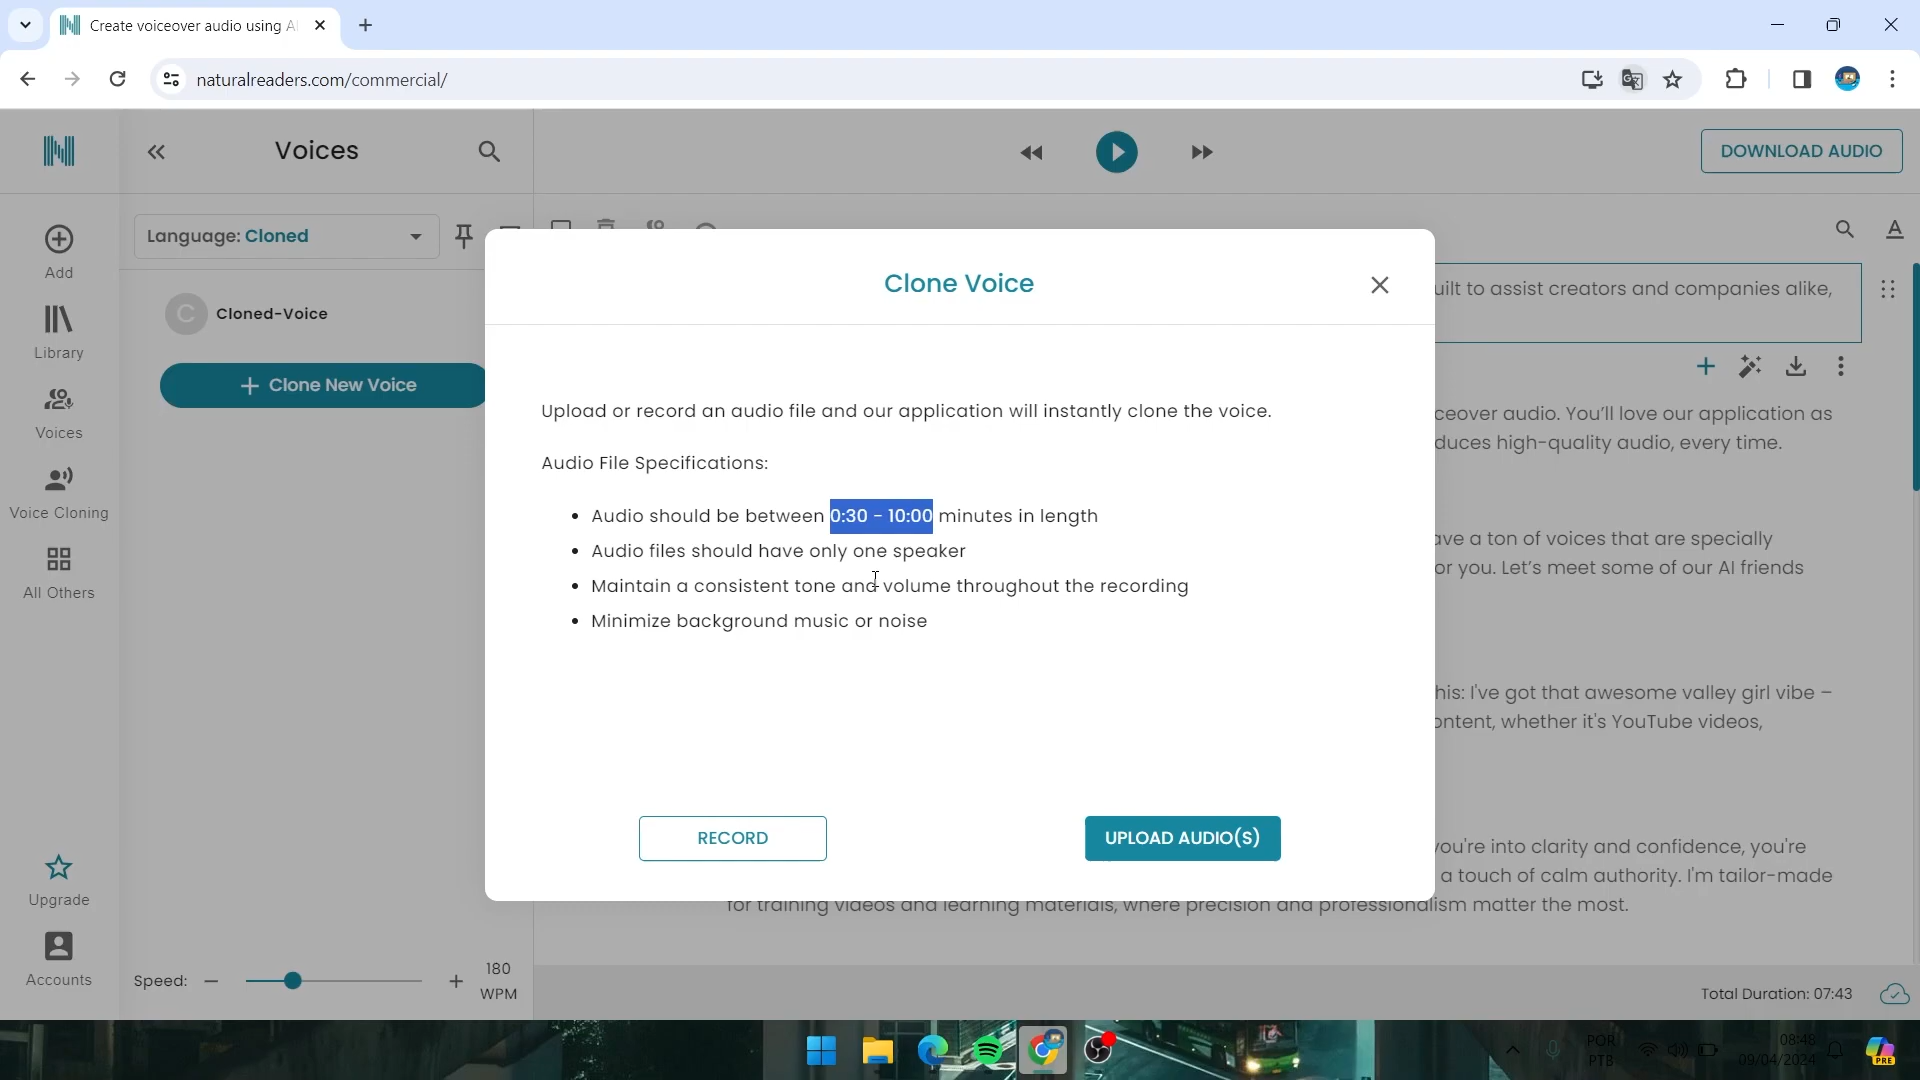 Create voiceover audio using A
naturalreaders.com/commercial/
Voices
DOWNLOAD AUDIO
Language: Cloned
Add
Cloned-Voice
Clone New Voice
Library
Voices
Voice Cloning
All Others
Upgrade
Accounts
Speed:
180
WPM
Clone Voice
Upload or record an audio file and our application will instantly clone the voice.
Audio File Specifications:
• Audio should be between 0:30 - 10:00 minutes in length
• Audio files should have only one speaker
• Maintain a consistent tone and volume throughout the recording
• Minimize background music or noise
RECORD
UPLOAD AUDIO(S)
uilt to assist creators and companies alike,
ceover audio. You'll love our application as
duces high-quality audio, every time.
ave a ton of voices that are specially
or you. Let's meet some of our AI friends
his: I've got that awesome valley girl vibe –
ontent, whether it's YouTube videos,
you're into clarity and confidence, you're
a touch of calm authority. I'm tailor-made
for training videos and learning materials, where precision and professionalism matter the most.
Total Duration: 07:43
POR
PTB
08:48
09/04/2024
PRE